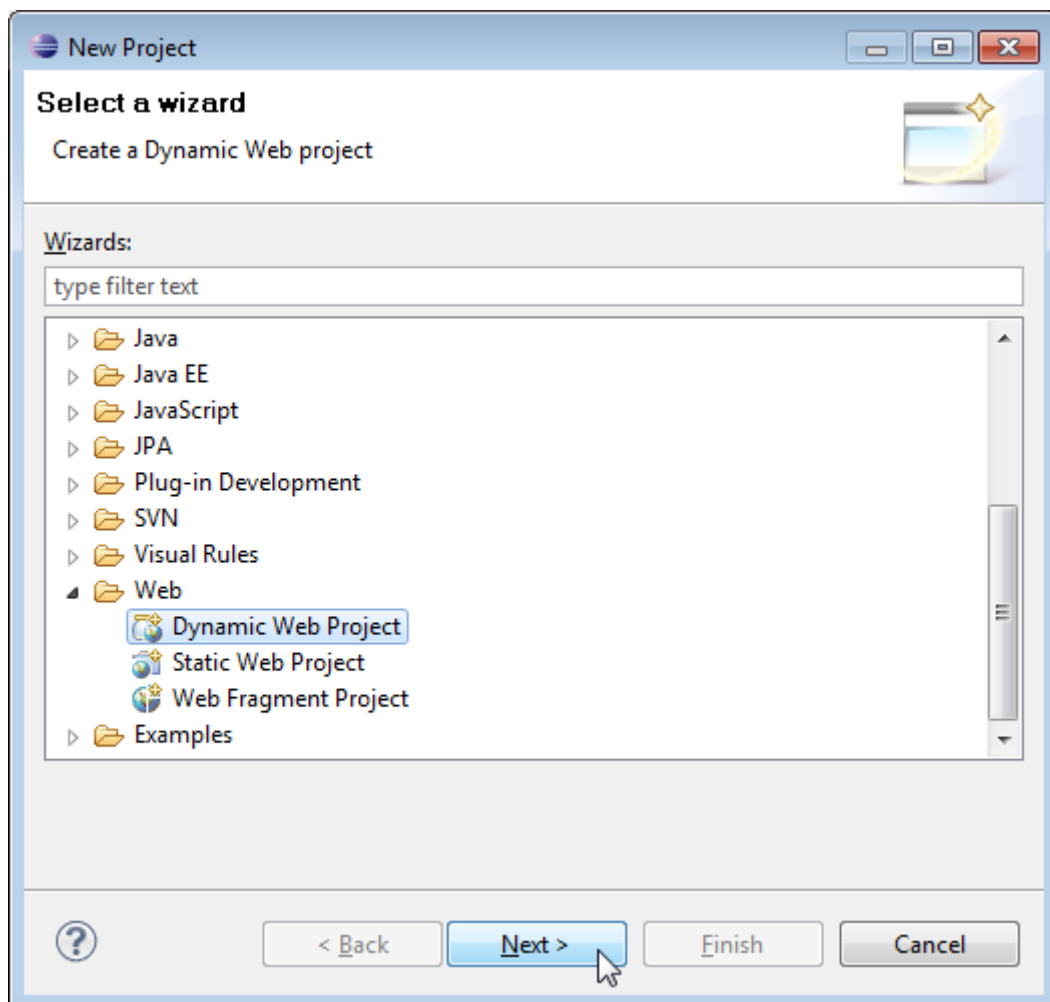 New Project
Select a wizard
Create a Dynamic Web project
Wizards:
type filter text
Java
Java EE
JavaScript
JPA
Plug-in Development
SVN
Visual Rules
Web
Dynamic Web Project
Static Web Project
Web Fragment Project
Examples
? < Back Next > Finish Cancel